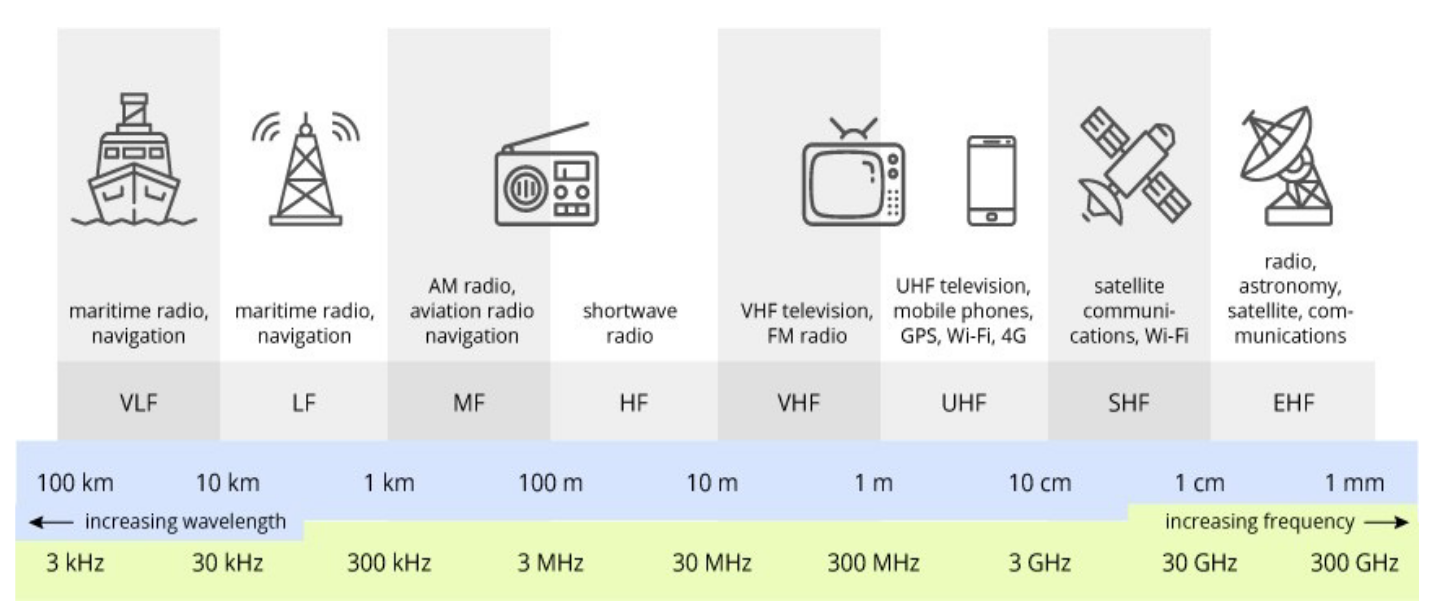 maritime radio,
navigation
maritime radio,
navigation
AM radio,
aviation radio
navigation
shortwave
radio
VHF television,
FM radio
UHF television,
mobile phones,
GPS, Wi-Fi, 4G
satellite
communi-
cations, Wi-Fi
radio,
astronomy,
satellite, com-
munications
VLF LF MF HF VHF UHF SHF EHF
100 km 10 km 1 km 100 m 10 m 1 m 10 cm 1 cm 1 mm
increasing wavelength increasing frequency
3 kHz 30 kHz 300 kHz 3 MHz 30 MHz 300 MHz 3 GHz 30 GHz 300 GHz